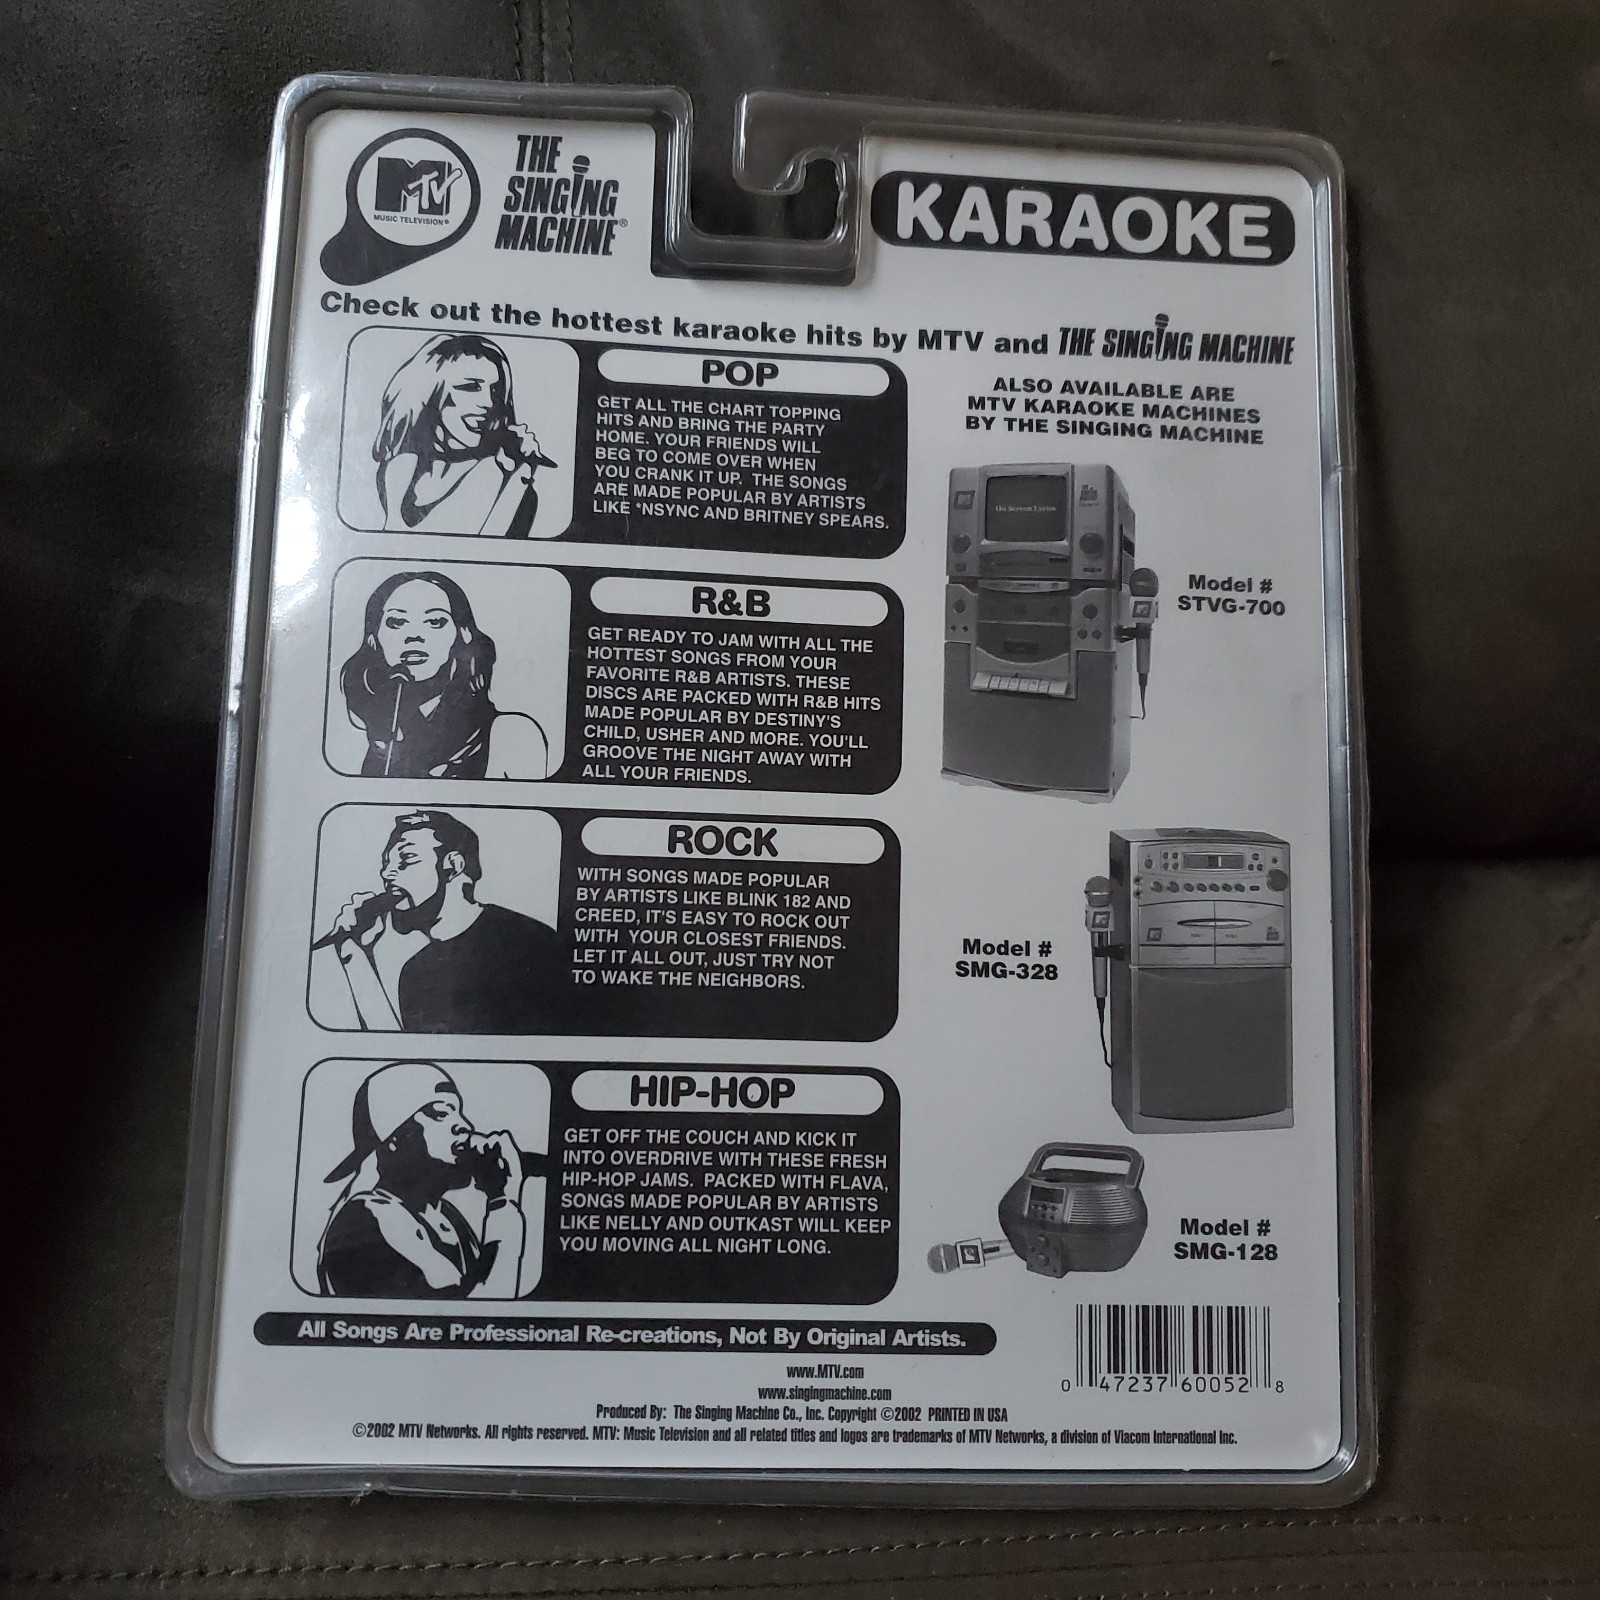 MTV
MUSIC TELEVISION®
THE
SINGING
MACHINE®
KARAOKE
Check out the hottest karaoke hits by MTV and THE SINGING MACHINE
POP
GET ALL THE CHART TOPPING
HITS AND BRING THE PARTY
HOME. YOUR FRIENDS WILL
BEG TO COME OVER WHEN
YOU CRANK IT UP. THE SONGS
ARE MADE POPULAR BY ARTISTS
LIKE *NSYNC AND BRITNEY SPEARS.
R&B
GET READY TO JAM WITH ALL THE
HOTTEST SONGS FROM YOUR
FAVORITE R&B ARTISTS. THESE
DISCS ARE PACKED WITH R&B HITS
MADE POPULAR BY DESTINY'S
CHILD, USHER AND MORE. YOU'LL
GROOVE THE NIGHT AWAY WITH
ALL YOUR FRIENDS.
ROCK
WITH SONGS MADE POPULAR
BY ARTISTS LIKE BLINK 182 AND
CREED, IT'S EASY TO ROCK OUT
WITH YOUR CLOSEST FRIENDS.
LET IT ALL OUT, JUST TRY NOT
TO WAKE THE NEIGHBORS.
HIP-HOP
GET OFF THE COUCH AND KICK IT
INTO OVERDRIVE WITH THESE FRESH
HIP-HOP JAMS. PACKED WITH FLAVA,
SONGS MADE POPULAR BY ARTISTS
LIKE NELLY AND OUTKAST WILL KEEP
YOU MOVING ALL NIGHT LONG.
ALSO AVAILABLE ARE
MTV KARAOKE MACHINES
BY THE SINGING MACHINE
On Screen Lyrics
Model #
STVG-700
Model #
SMG-328
Model #
SMG-128
All Songs Are Professional Re-creations, Not By Original Artists.
www.MTV.com
www.singingmachine.com
Produced By: The Singing Machine Co., Inc. Copyright ©2002 PRINTED IN USA
©2002 MTV Networks. All rights reserved. MTV: Music Television and all related titles and logos are trademarks of MTV Networks, a division of Viacom International Inc.
0 47237 60052 8